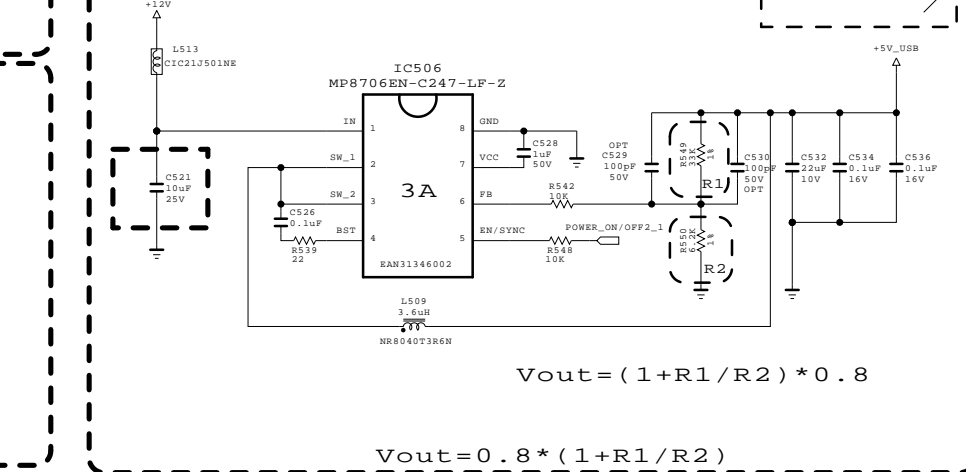 +12V
L513
CIC21J501NE
+5V_USB
IC506
MP8706EN-C247-LF-Z
IN
1
8
GND
C528
1uF
50V
SW_1
2
7
VCC
OPT
C529
100pF
50V
R549
33K
1%
R1
C530
100pF
50V
OPT
C532
22uF
10V
C534
0.1uF
16V
C536
0.1uF
16V
C521
10uF
25V
3A
SW_2
3
6
FB
R542
10K
C526
0.1uF
BST
4
5
EN/SYNC
POWER_ON/OFF2_1
R548
10K
R539
22
R550
6.2K
1%
R2
EAN31346002
L509
3.6uH
NR8040T3R6N
Vout=(1+R1/R2)*0.8
Vout=0.8*(1+R1/R2)